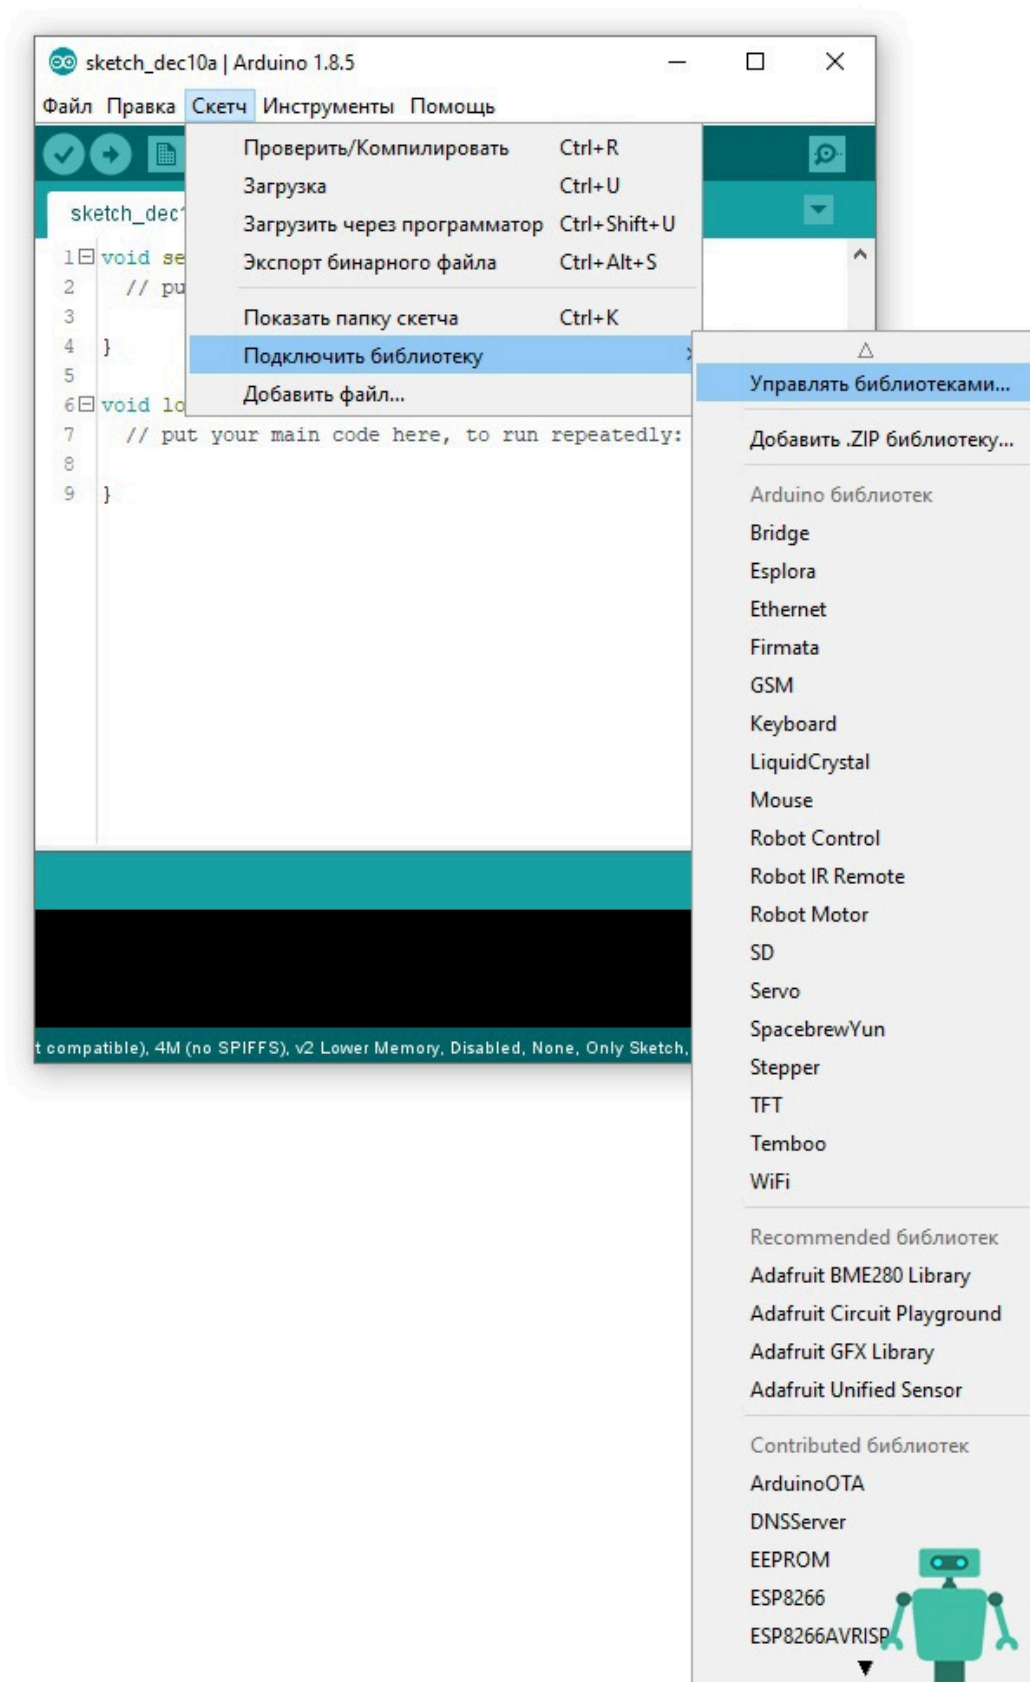 sketch_dec10a | Arduino 1.8.5
Файл Правка Скетч Инструменты Помощь
Проверить/Компилировать Ctrl+R
Загрузка Ctrl+U
Загрузить через программатор Ctrl+Shift+U
Экспорт бинарного файла Ctrl+Alt+S
Показать папку скетча Ctrl+K
Подключить библиотеку
Добавить файл...
sketch_dec1
1 void se
2 // pu
3
4 }
5
6 void lo
7 // put your main code here, to run repeatedly:
8
9 }
t compatible), 4M (no SPIFFS), v2 Lower Memory, Disabled, None, Only Sketch,
Управлять библиотеками...
Добавить .ZIP библиотеку...
Arduino библиотек
Bridge
Esplora
Ethernet
Firmata
GSM
Keyboard
LiquidCrystal
Mouse
Robot Control
Robot IR Remote
Robot Motor
SD
Servo
SpacebrewYun
Stepper
TFT
Temboo
WiFi
Recommended библиотек
Adafruit BME280 Library
Adafruit Circuit Playground
Adafruit GFX Library
Adafruit Unified Sensor
Contributed библиотек
ArduinoOTA
DNSServer
EEPROM
ESP8266
ESP8266AVRISP